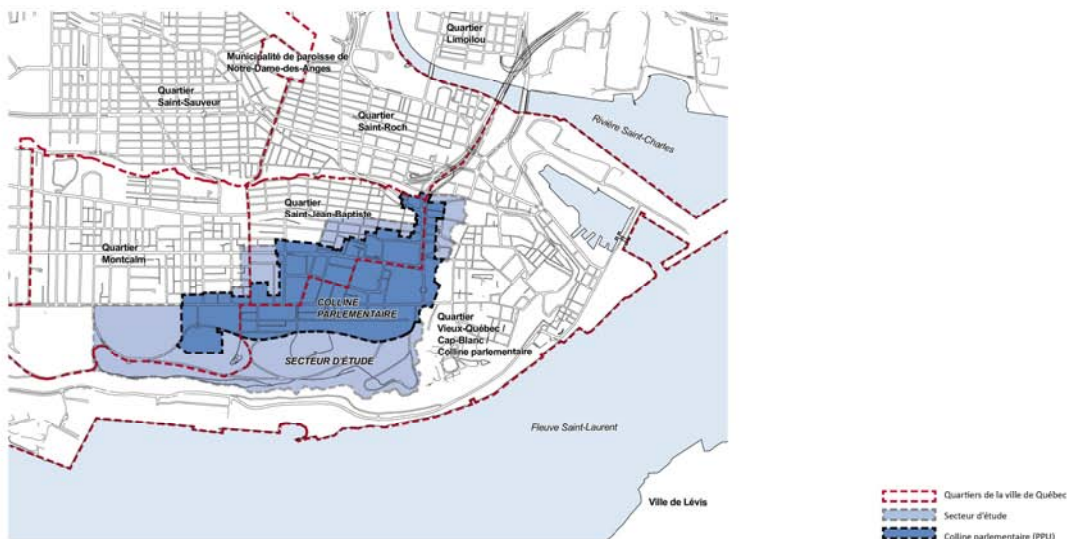 Quartier
Limoilou
Municipalité de paroisse de
Notre-Dame-des-Anges
Quartier
Saint-Sauveur
Quartier
Saint-Roch
Rivière Saint-Charles
Quartier
Saint-Jean-Baptiste
Quartier
Montcalm
COLLINE
PARLEMENTAIRE
Quartier
Vieux-Québec /
Cap-Blanc /
Colline parlementaire
SECTEUR D'ÉTUDE
Fleuve Saint-Laurent
Ville de Lévis
Quartiers de la ville de Québec
Secteur d'étude
Colline parlementaire (PPU)